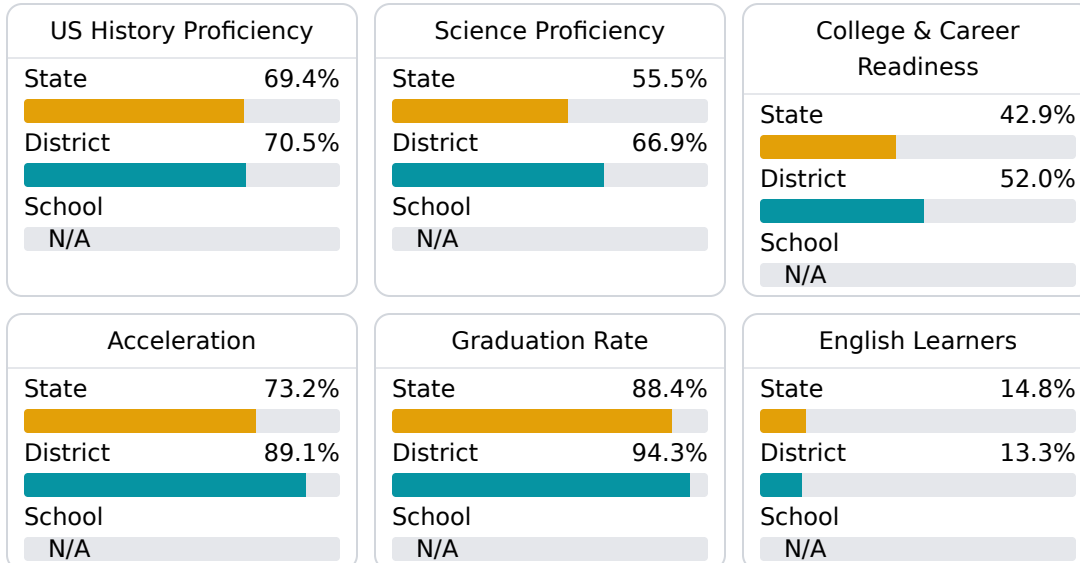 US History Proficiency
State 69.4%
District 70.5%
School
N/A
Science Proficiency
State 55.5%
District 66.9%
School
N/A
College & Career
Readiness
State 42.9%
District 52.0%
School
N/A
Acceleration
State 73.2%
District 89.1%
School
N/A
Graduation Rate
State 88.4%
District 94.3%
School
N/A
English Learners
State 14.8%
District 13.3%
School
N/A